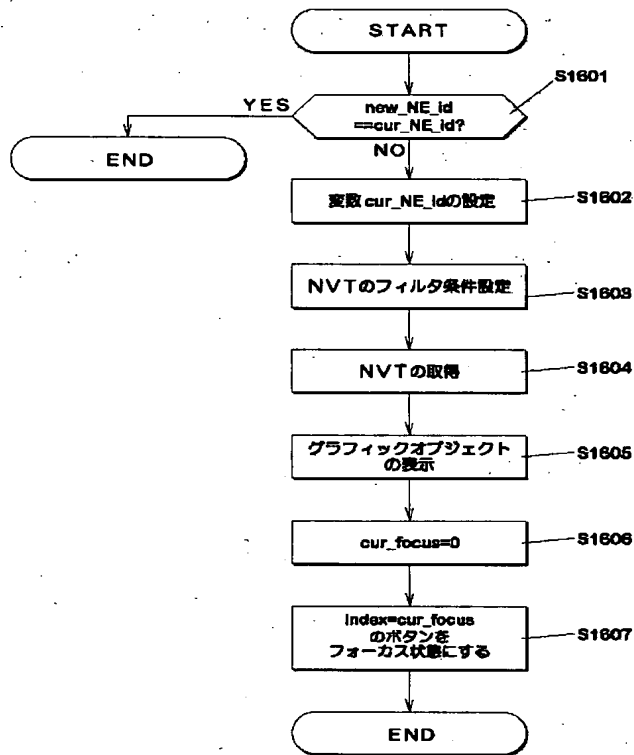 START
S1601
YES
new_NE_id
==cur_NE_id?
END
NO
変数cur_NE_idの設定
S1602
NVTのフィルタ条件設定
S1603
NVTの取得
S1604
グラフィックオブジェクト
の表示
S1605
cur_focus=0
S1606
index=cur_focus
のボタンを
フォーカス状態にする
S1607
END